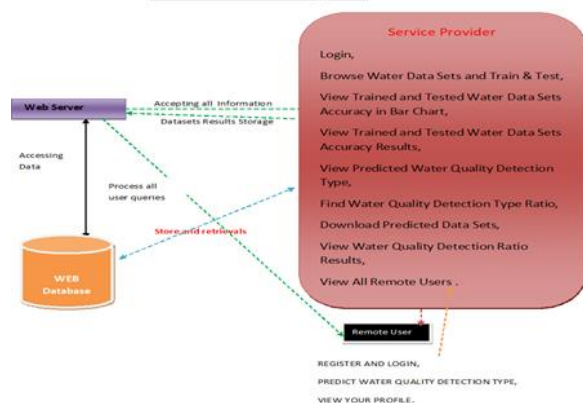 Service Provider
Login,
Browse Water Data Sets and Train & Test,
View Trained and Tested Water Data Sets
Accuracy in Bar Chart,
View Trained and Tested Water Data Sets
Accuracy Results,
View Predicted Water Quality Detection
Type,
Find Water Quality Detection Type Ratio,
Download Predicted Data Sets,
View Water Quality Detection Ratio
Results,
View All Remote Users .
Web Server
Accepting all Information
Datasets Results Storage
Accessing
Data
Process all
user queries
Store and retrievals
WEB
Database
Remote User
REGISTER AND LOGIN,
PREDICT WATER QUALITY DETECTION TYPE,
VIEW YOUR PROFILE.